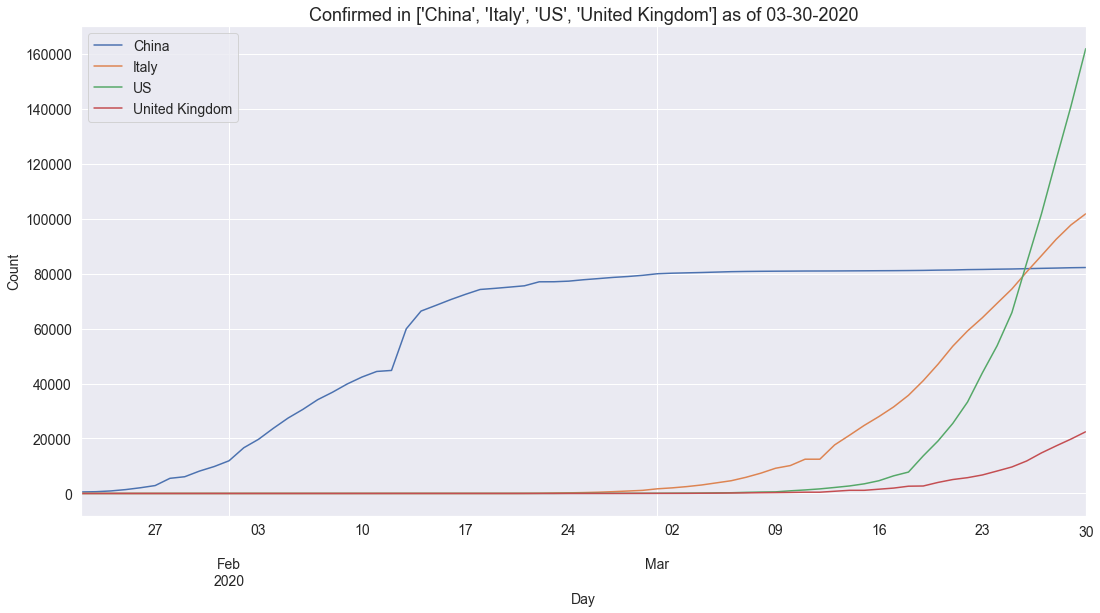 Confirmed in ['China', 'Italy', 'US', 'United Kingdom'] as of 03-30-2020
China
Italy
US
United Kingdom
160000
140000
120000
100000
80000
60000
40000
20000
0
Count
27 03 10 17 24 02 09 16 23 30
Feb Mar
2020
Day